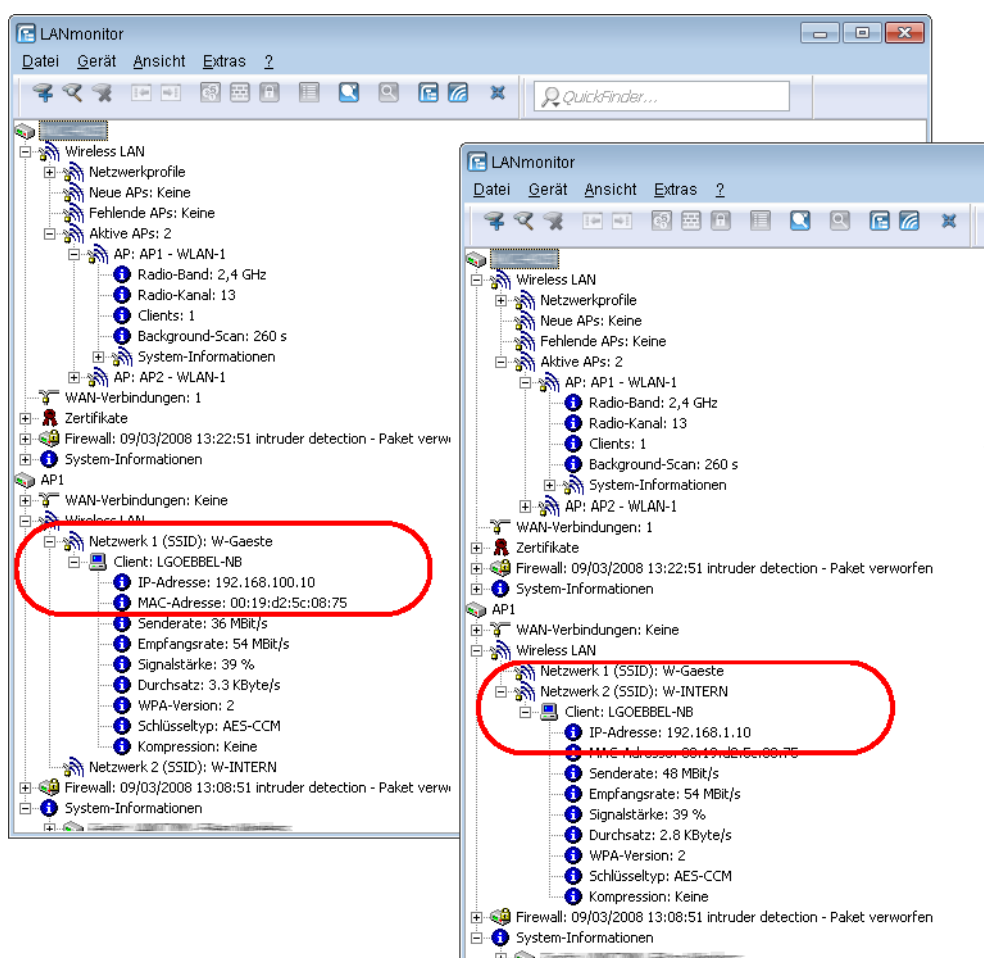 LANmonitor
Datei Gerät Ansicht Extras ?
QuickFinder...
Wireless LAN
Netzwerkprofile
Neue APs: Keine
Fehlende APs: Keine
Aktive APs: 2
AP: AP1 - WLAN-1
Radio-Band: 2,4 GHz
Radio-Kanal: 13
Clients: 1
Background-Scan: 260 s
System-Informationen
AP: AP2 - WLAN-1
WAN-Verbindungen: 1
Zertifikate
Firewall: 09/03/2008 13:22:51 intruder detection - Paket verw
System-Informationen
AP1
WAN-Verbindungen: Keine
Wireless LAN
Netzwerk 1 (SSID): W-Gaeste
Client: LGOEBBEL-NB
IP-Adresse: 192.168.100.10
MAC-Adresse: 00:19:d2:5c:08:75
Senderate: 36 MBit/s
Empfangsrate: 54 MBit/s
Signalstärke: 39 %
Durchsatz: 3.3 KByte/s
WPA-Version: 2
Schlüsseltyp: AES-CCM
Kompression: Keine
Netzwerk 2 (SSID): W-INTERN
Firewall: 09/03/2008 13:08:51 intruder detection - Paket verw
System-Informationen
LANmonitor
Datei Gerät Ansicht Extras ?
Wireless LAN
Netzwerkprofile
Neue APs: Keine
Fehlende APs: Keine
Aktive APs: 2
AP: AP1 - WLAN-1
Radio-Band: 2,4 GHz
Radio-Kanal: 13
Clients: 1
Background-Scan: 260 s
System-Informationen
AP: AP2 - WLAN-1
WAN-Verbindungen: 1
Zertifikate
Firewall: 09/03/2008 13:22:51 intruder detection - Paket verworfen
System-Informationen
AP1
WAN-Verbindungen: Keine
Wireless LAN
Netzwerk 1 (SSID): W-Gaeste
Netzwerk 2 (SSID): W-INTERN
Client: LGOEBBEL-NB
IP-Adresse: 192.168.1.10
MAC-Adresse: 00:19:d2:5c:08:75
Senderate: 48 MBit/s
Empfangsrate: 54 MBit/s
Signalstärke: 39 %
Durchsatz: 2.8 KByte/s
WPA-Version: 2
Schlüsseltyp: AES-CCM
Kompression: Keine
Firewall: 09/03/2008 13:08:51 intruder detection - Paket verworfen
System-Informationen